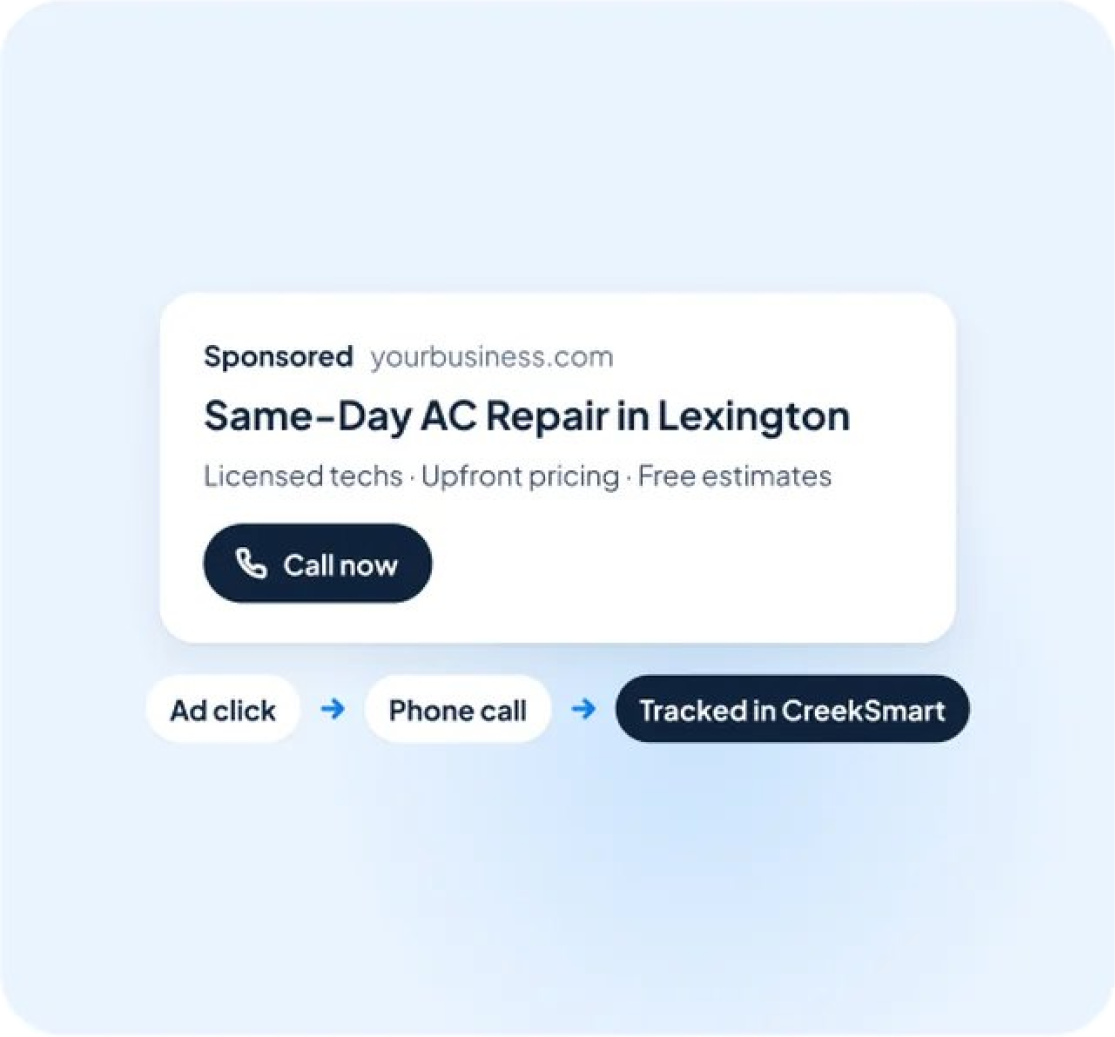 Sponsored yourbusiness.com
Same-Day AC Repair in Lexington
Licensed techs · Upfront pricing · Free estimates
Call now
Ad click → Phone call → Tracked in CreekSmart